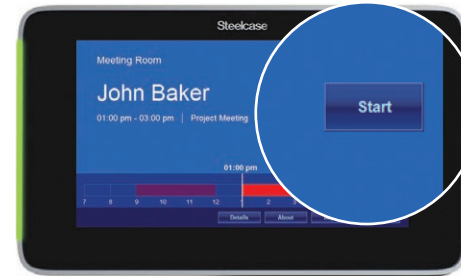 Steelcase
Meeting Room
John Baker
01:00 pm - 03:00 pm | Project Meeting
Start
01:00 pm
7 8 9 10 11 12 1 2
Details About